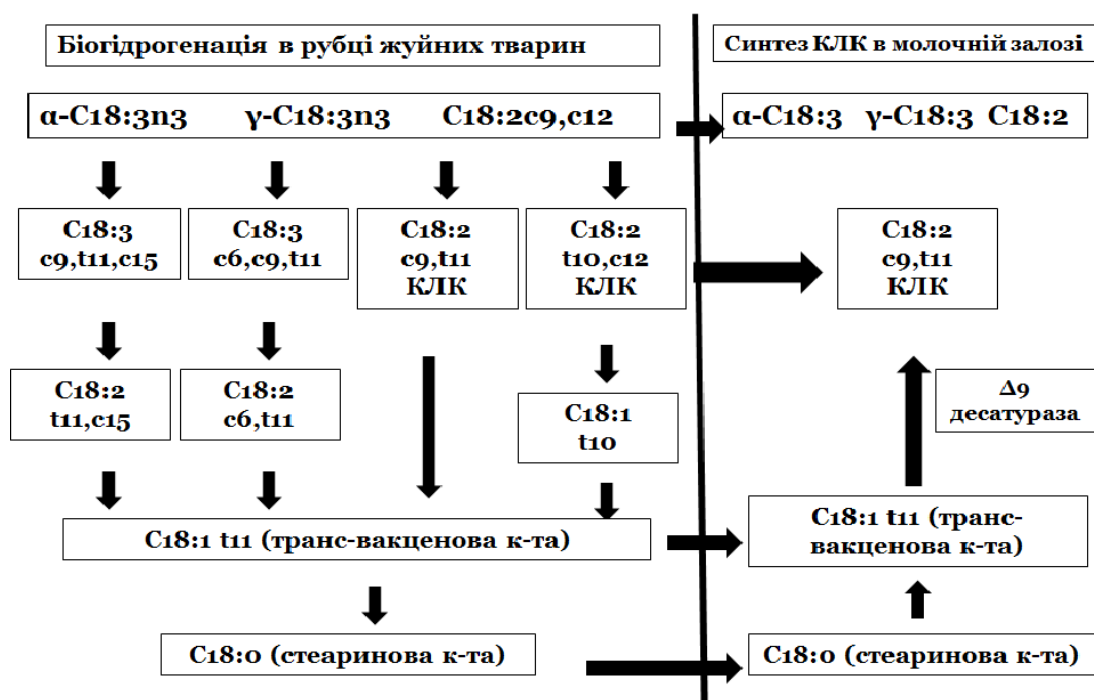 Біогідрогенація в рубці жуйних тварин
Синтез КЛК в молочній залозі
α-C18:3n3 γ-C18:3n3 C18:2c9,c12
α-C18:3 γ-C18:3 C18:2
C18:3
c9,t11,c15
C18:3
c6,c9,t11
C18:2
c9,t11
КЛК
C18:2
t10,c12
КЛК
C18:2
c9,t11
КЛК
C18:2
t11,c15
C18:2
c6,t11
C18:1
t10
Δ9
десатураза
C18:1 t11 (транс-вакценова к-та)
C18:1 t11 (транс-
вакценова к-та)
C18:0 (стеаринова к-та)
C18:0 (стеаринова к-та)